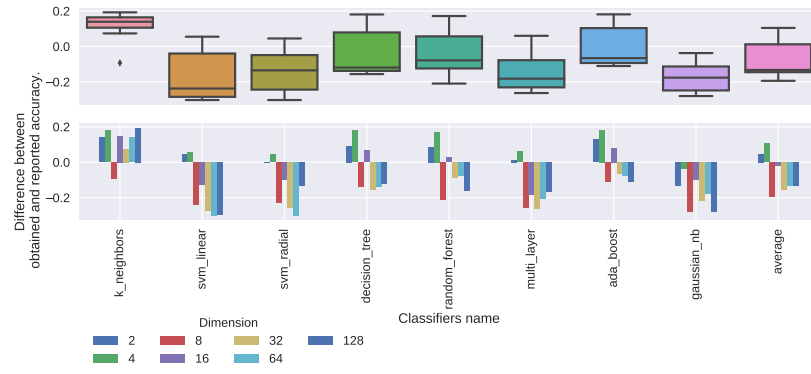 Difference between
obtained and reported accuracy.
0.2
0.0
−0.2
0.2
0.0
−0.2
k_neighbors
svm_linear
svm_radial
decision_tree
random_forest
multi_layer
ada_boost
gaussian_nb
average
Classifiers name
Dimension
2 8 32 128
4 16 64